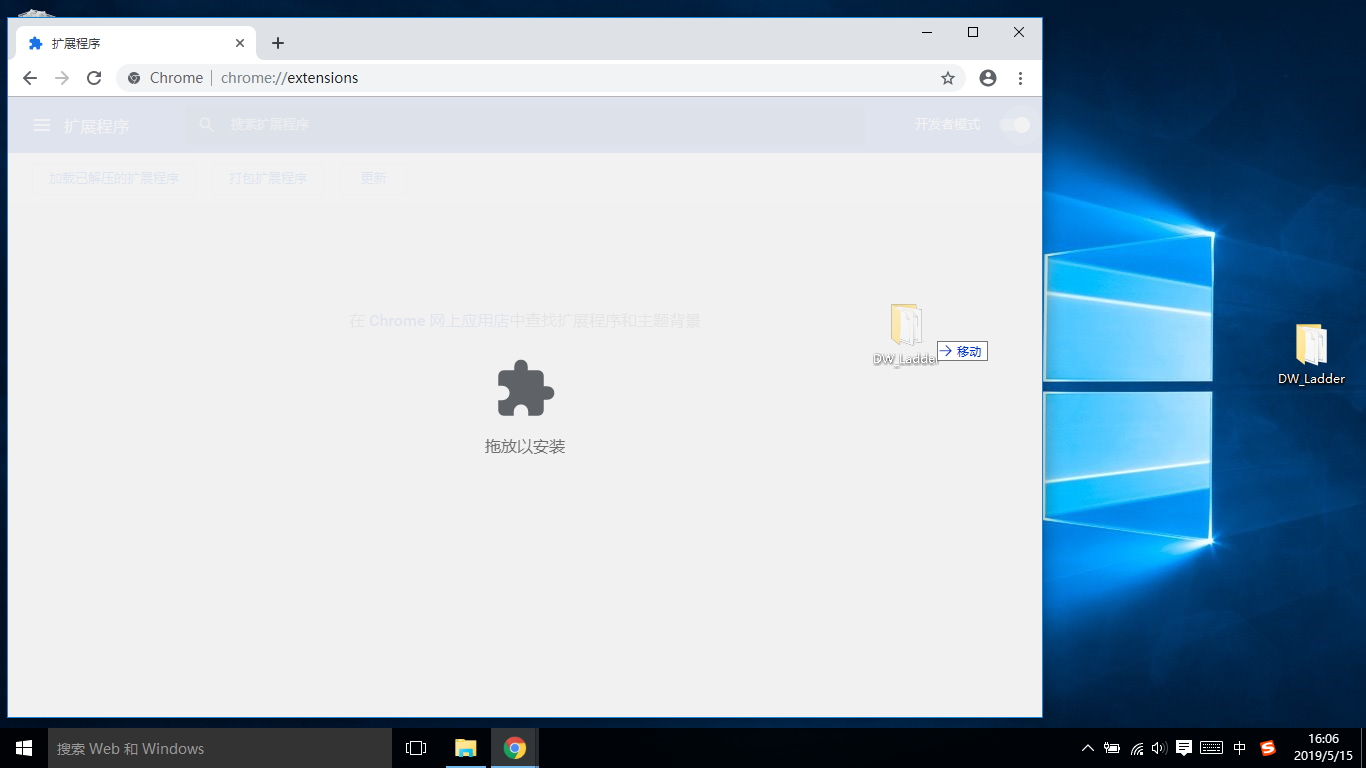 扩展程序
Chrome | chrome://extensions
扩展程序
搜索扩展程序
开发者模式
加载已解压的扩展程序
打包扩展程序
更新
在 Chrome 网上应用店中查找扩展程序和主题背景
DW_Ladder
移动
拖放以安装
DW_Ladder
搜索 Web 和 Windows
中
16:06
2019/5/15